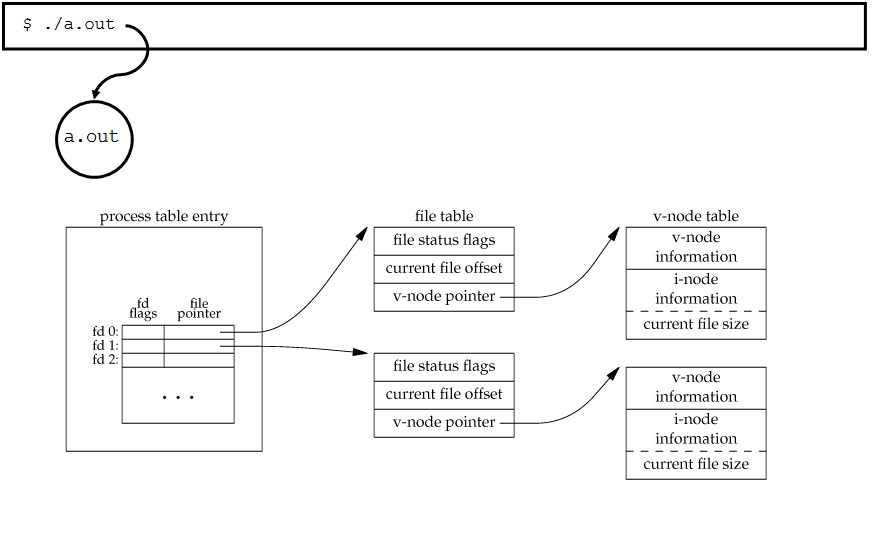 $ ./a.out
a.out
process table entry
file table
v-node table
fd
flags
file
pointer
fd 0:
fd 1:
fd 2:
. . .
file status flags
current file offset
v-node pointer
v-node
information
i-node
information
current file size
file status flags
current file offset
v-node pointer
v-node
information
i-node
information
current file size